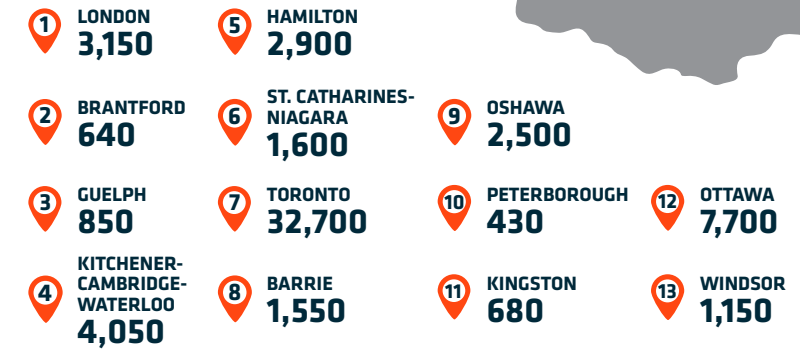 1
LONDON
3,150
2
BRANTFORD
640
3
GUELPH
850
4
KITCHENER-
CAMBRIDGE-
WATERLOO
4,050
5
HAMILTON
2,900
6
ST. CATHARINES-
NIAGARA
1,600
7
TORONTO
32,700
8
BARRIE
1,550
9
OSHAWA
2,500
10
PETERBOROUGH
430
11
KINGSTON
680
12
OTTAWA
7,700
13
WINDSOR
1,150